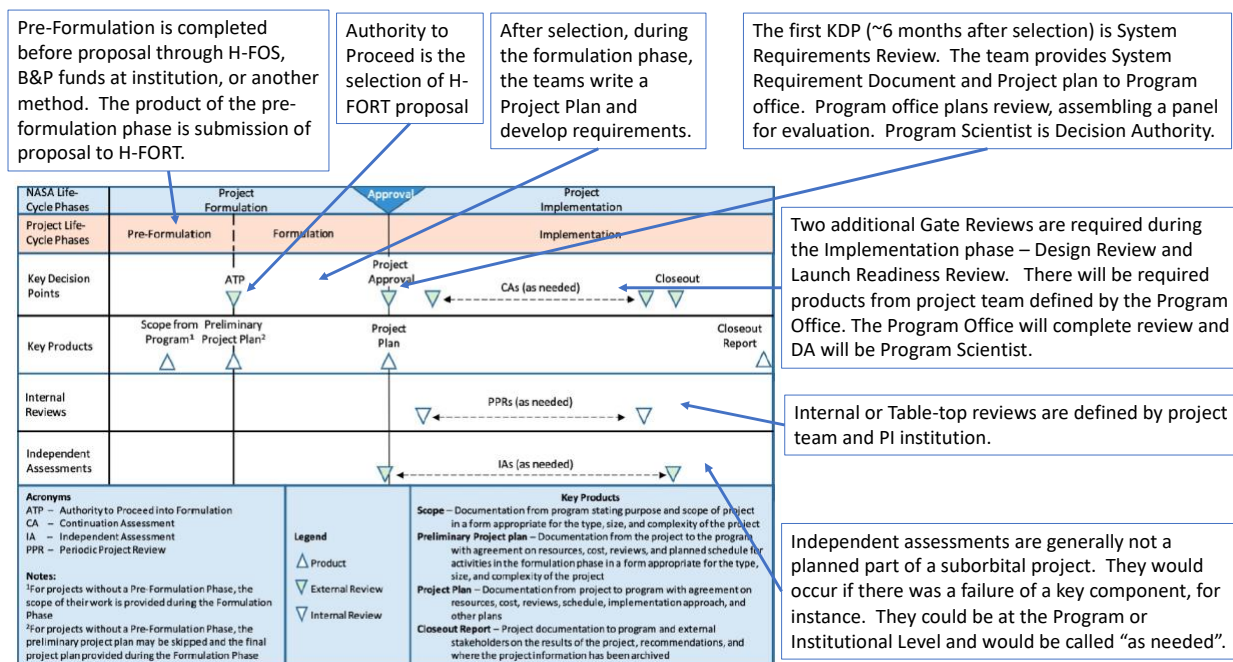 Pre-Formulation is completed
before proposal through H-FOS,
B&P funds at institution, or another
method. The product of the pre-
formulation phase is submission of
proposal to H-FORT.
Authority to
Proceed is the
selection of H-
FORT proposal
After selection, during
the formulation phase,
the teams write a
Project Plan and
develop requirements.
The first KDP (~6 months after selection) is System
Requirements Review. The team provides System
Requirement Document and Project plan to Program
office. Program office plans review, assembling a panel
for evaluation. Program Scientist is Decision Authority.
NASA Life-
Cycle Phases
Project
Formulation
Approval
Project
Implementation
Project Life-
Cycle Phases
Pre-Formulation
Formulation
Implementation
Key Decision
Points
ATP
Project
Approval
CAs (as needed)
Closeout
Key Products
Scope from
Program¹
Preliminary
Project Plan²
Project
Plan
Closeout
Report
Internal
Reviews
PPRs (as needed)
Independent
Assessments
IAs (as needed)
Two additional Gate Reviews are required during
the Implementation phase – Design Review and
Launch Readiness Review. There will be required
products from project team defined by the Program
Office. The Program Office will complete review and
DA will be Program Scientist.
Internal or Table-top reviews are defined by project
team and PI institution.
Independent assessments are generally not a
planned part of a suborbital project. They would
occur if there was a failure of a key component, for
instance. They could be at the Program or
Institutional Level and would be called “as needed”.
Acronyms
ATP – Authority to Proceed into Formulation
CA – Continuation Assessment
IA – Independent Assessment
PPR – Periodic Project Review
Notes:
¹For projects without a Pre-Formulation Phase, the
scope of their work is provided during the Formulation
Phase
²For projects without a Pre-Formulation Phase, the
preliminary project plan may be skipped and the final
project plan provided during the Formulation Phase
Legend
Product
External Review
Internal Review
Key Products
Scope – Documentation from program stating purpose and scope of project
in a form appropriate for the type, size, and complexity of the project
Preliminary Project plan – Documentation from the project to the program
with agreement on resources, cost, reviews, and planned schedule for
activities in the formulation phase in a form appropriate for the type,
size, and complexity of the project
Project Plan – Documentation from project to program with agreement on
resources, cost, reviews, schedule, implementation approach, and
other plans
Closeout Report – Project documentation to program and external
stakeholders on the results of the project, recommendations, and
where the project information has been archived